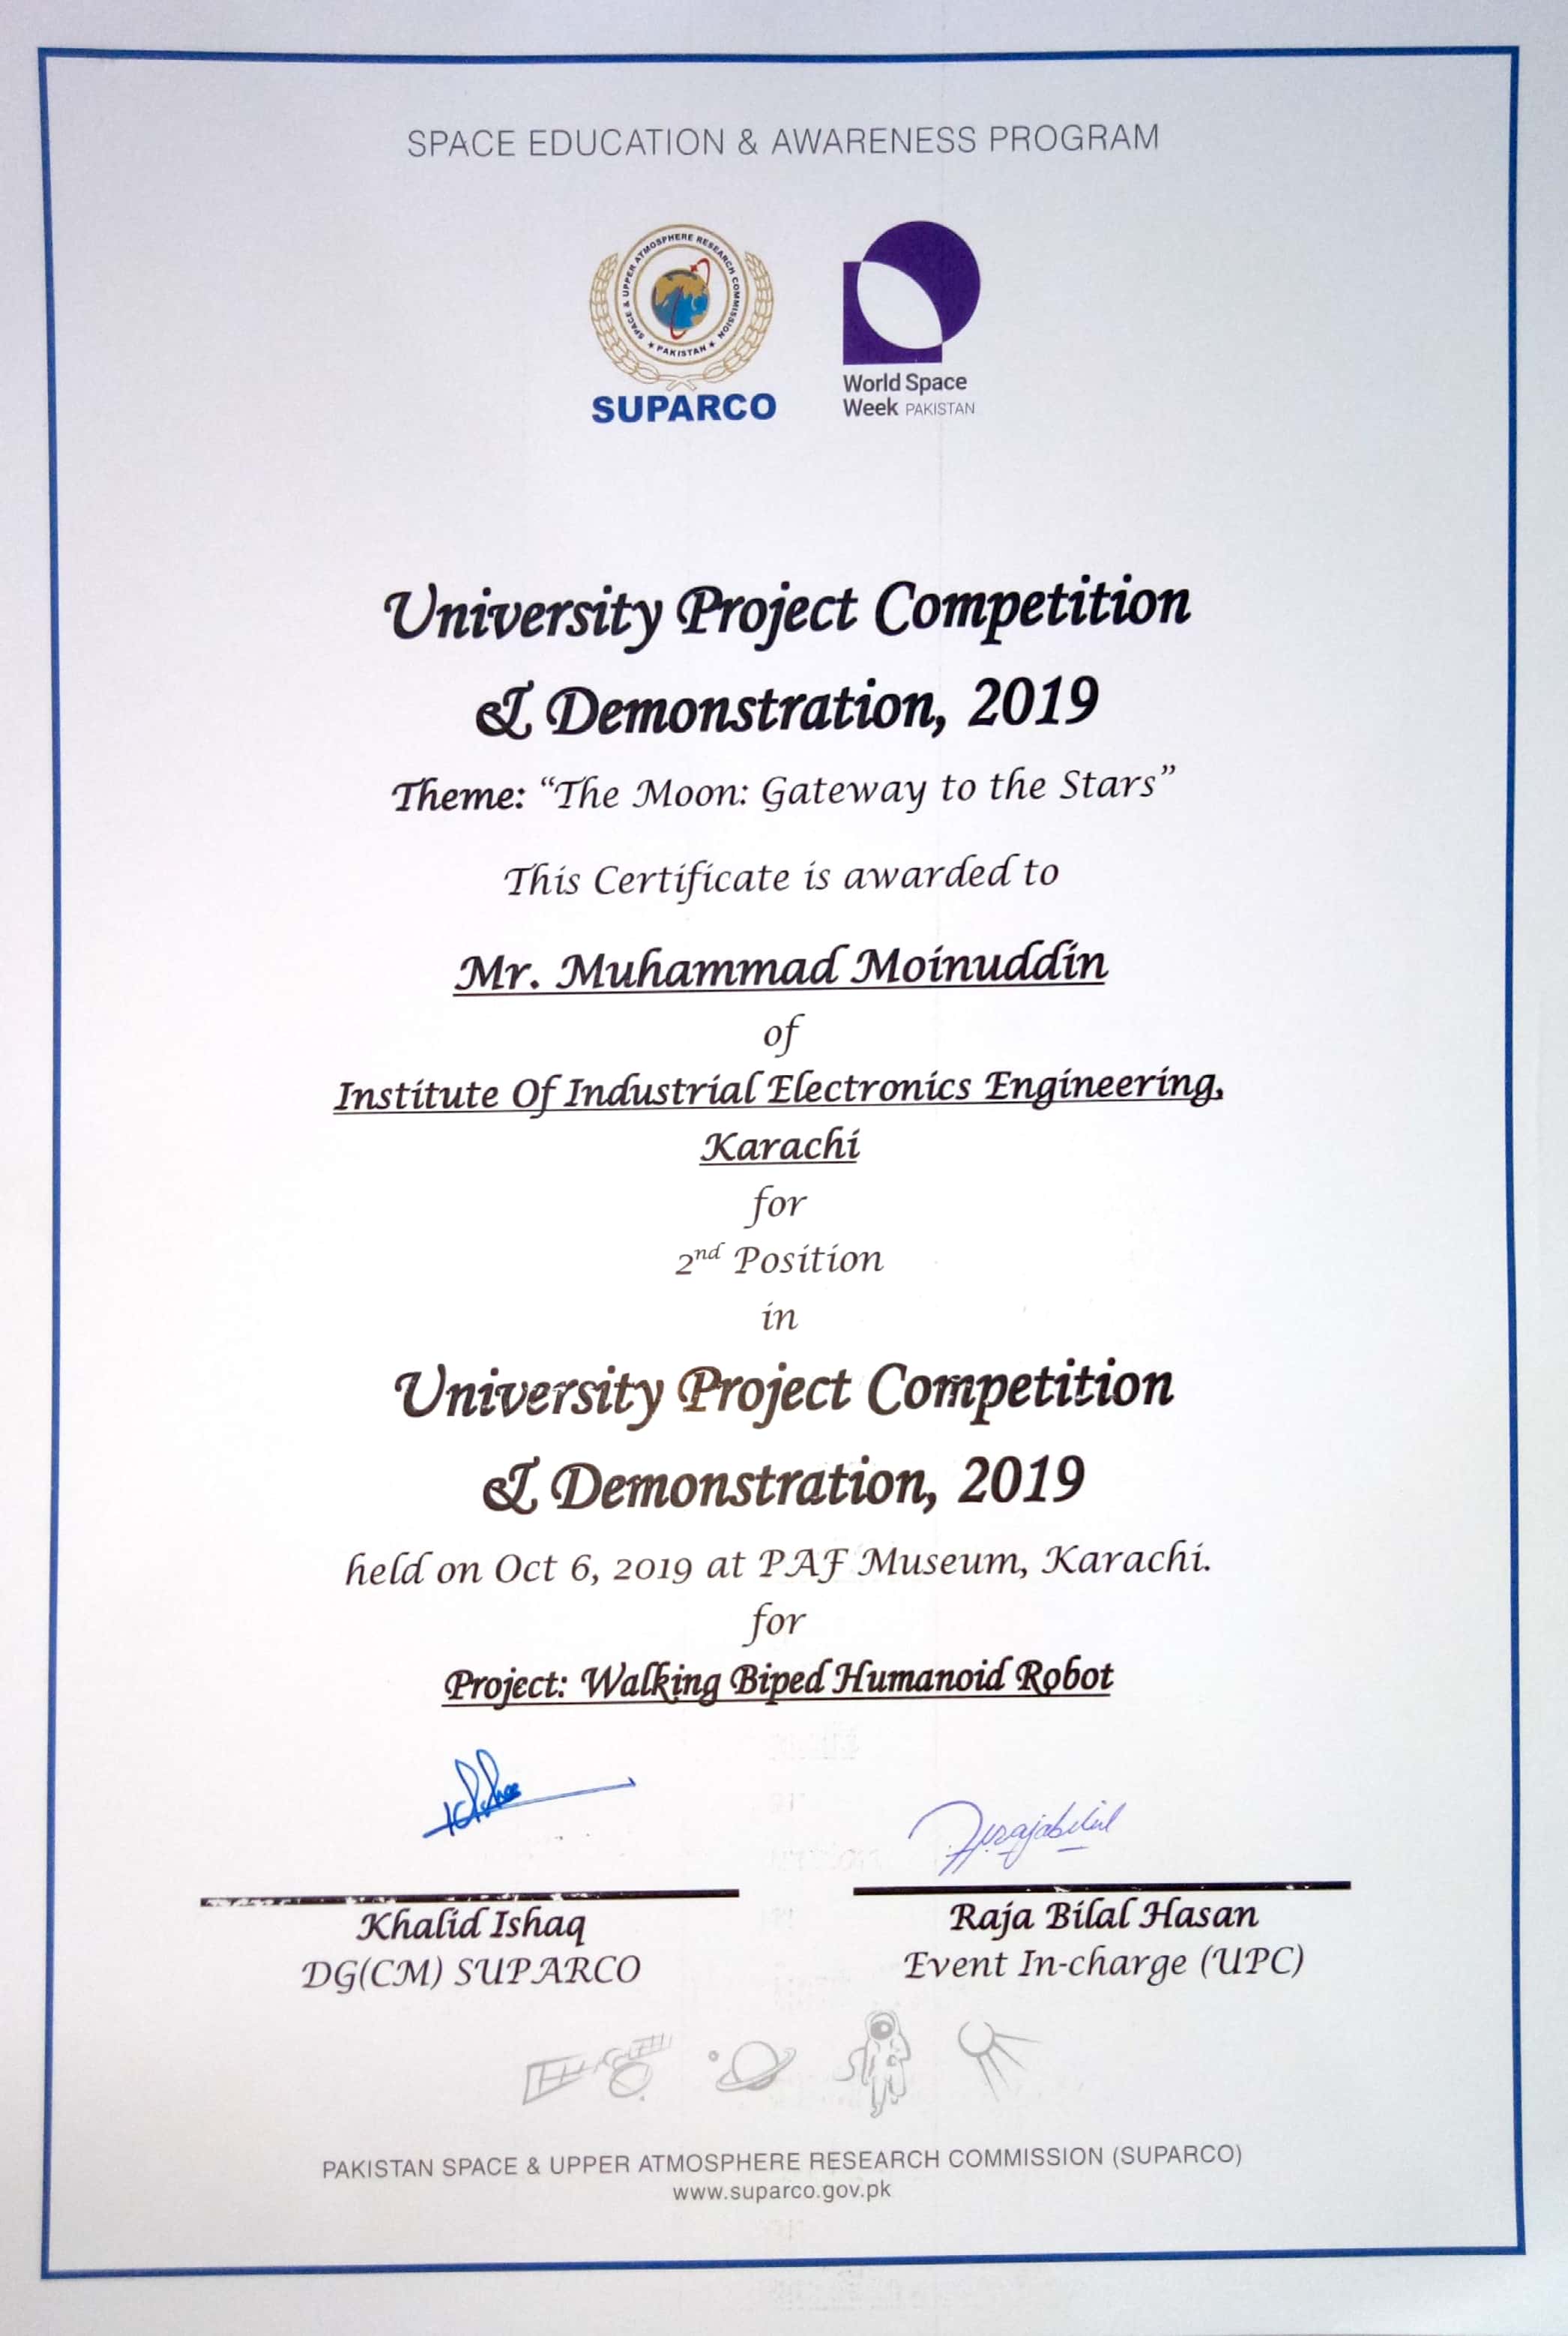 SPACE EDUCATION & AWARENESS PROGRAM
SPACE & UPPER ATMOSPHERE RESEARCH COMMISSION
★ PAKISTAN ★
SUPARCO
World Space
Week PAKISTAN
University Project Competition
& Demonstration, 2019
Theme: “The Moon: Gateway to the Stars”
This Certificate is awarded to
Mr. Muhammad Moinuddin
of
Institute Of Industrial Electronics Engineering,
Karachi
for
2nd Position
in
University Project Competition
& Demonstration, 2019
held on Oct 6, 2019 at PAF Museum, Karachi.
for
Project: Walking Biped Humanoid Robot
Khalid Ishaq
DG(CM) SUPARCO
Raja Bilal Hasan
Event In-charge (UPC)
PAKISTAN SPACE & UPPER ATMOSPHERE RESEARCH COMMISSION (SUPARCO)
www.suparco.gov.pk